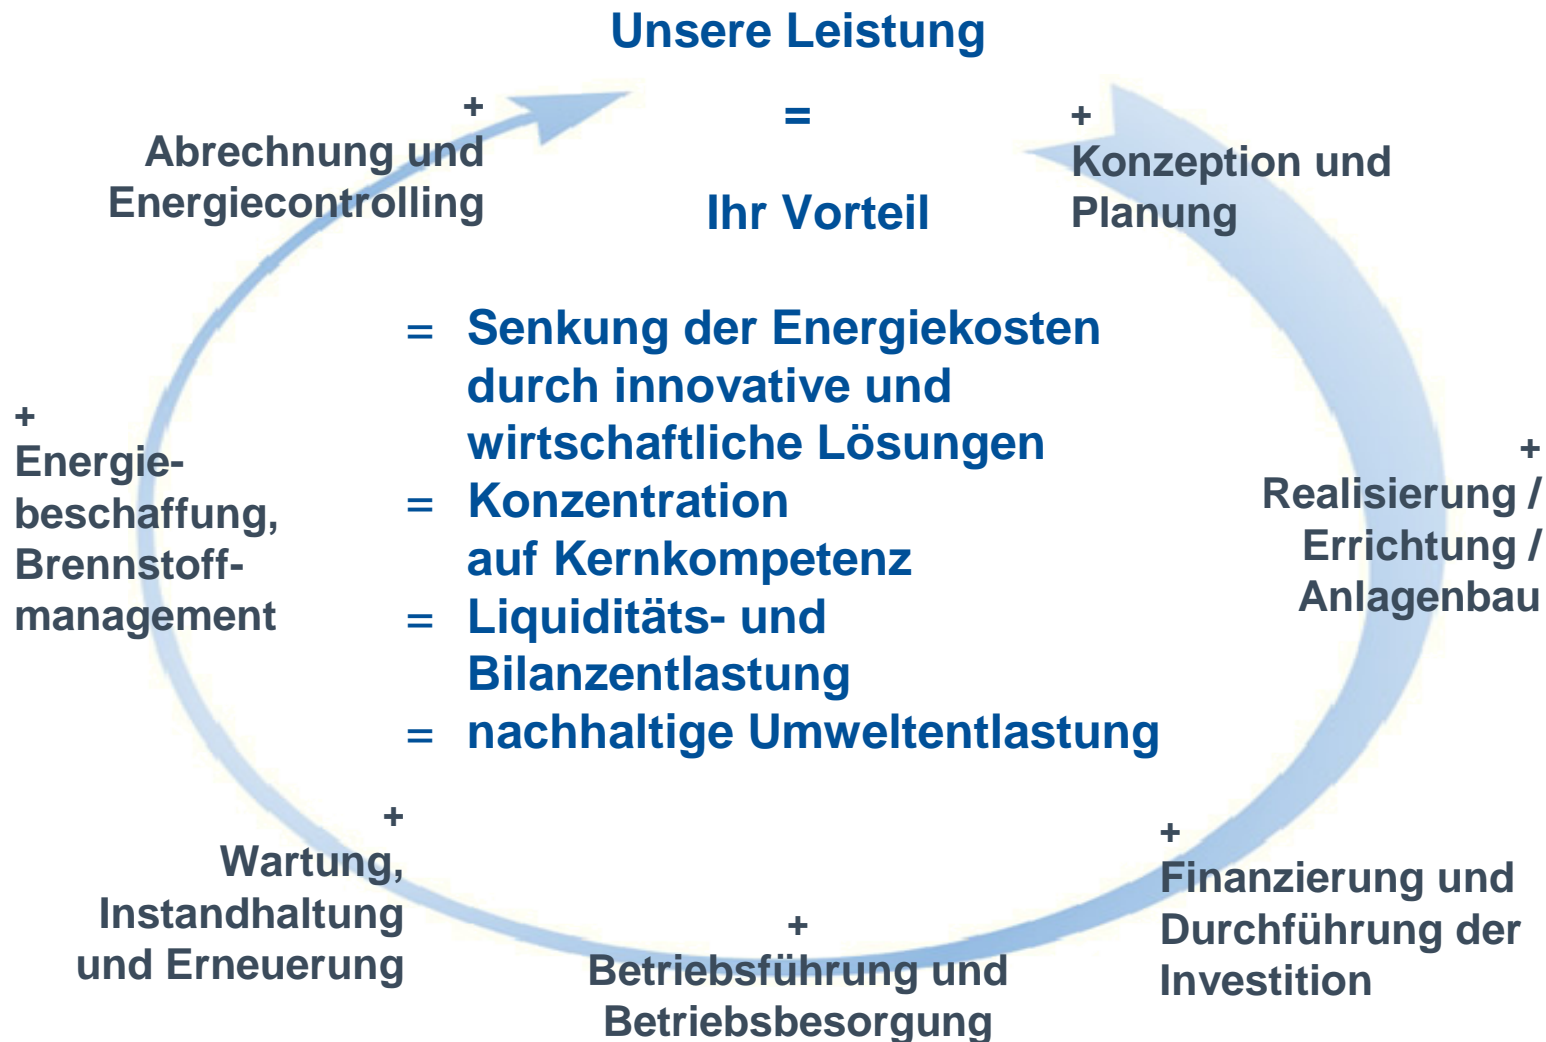 Unsere Leistung
=
Ihr Vorteil
= Senkung der Energiekosten
durch innovative und
wirtschaftliche Lösungen
= Konzentration
auf Kernkompetenz
= Liquiditäts- und
Bilanzentlastung
= nachhaltige Umweltentlastung
+
Konzeption und
Planung
+
Realisierung /
Errichtung /
Anlagenbau
+
Finanzierung und
Durchführung der
Investition
+
Betriebsführung und
Betriebsbesorgung
+
Wartung,
Instandhaltung
und Erneuerung
+
Energie-
beschaffung,
Brennstoff-
management
+
Abrechnung und
Energiecontrolling